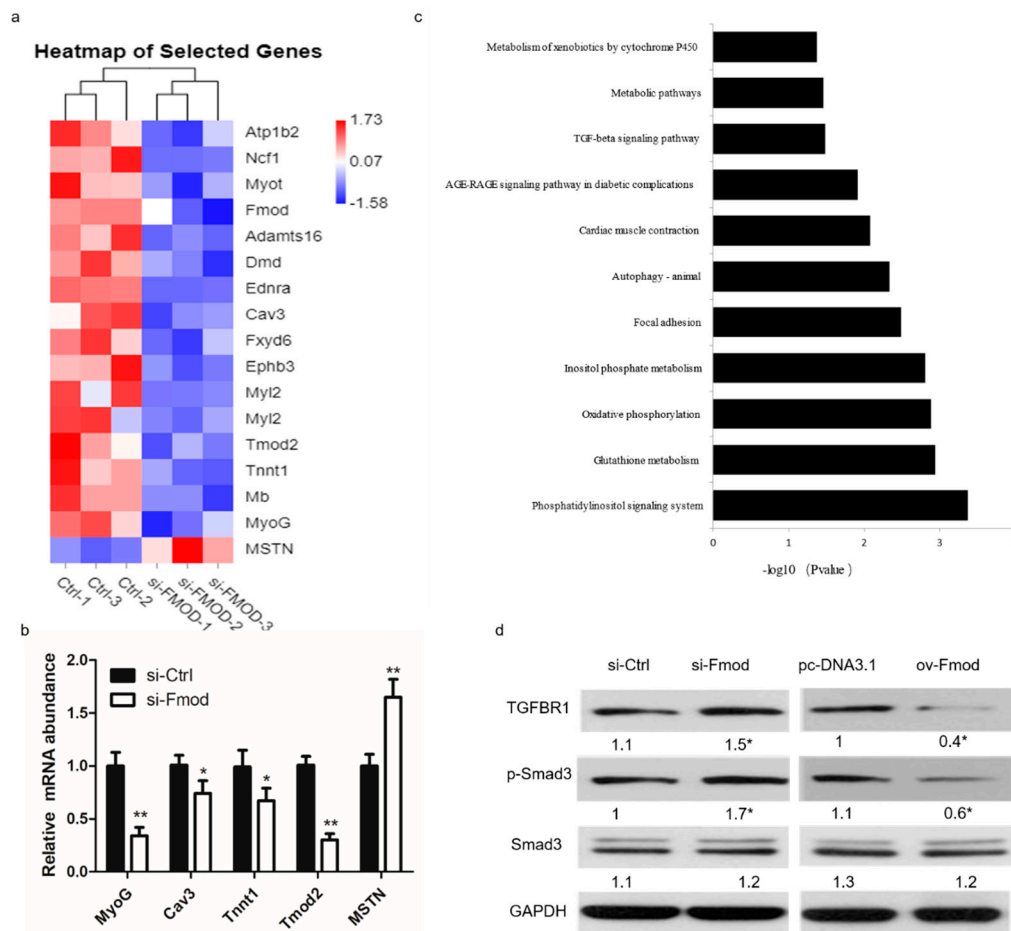 a
Heatmap of Selected Genes
Atp1b2
Ncf1
Myot
Fmod
Adamts16
Dmd
Ednra
Cav3
Fxyd6
Ephb3
Myl2
Myl2
Tmod2
Tnnt1
Mb
MyoG
MSTN
1.73
0.07
-1.58
Ctrl-1
Ctrl-3
Ctrl-2
si-FMOD-1
si-FMOD-2
si-FMOD-3
c
Metabolism of xenobiotics by cytochrome P450
Metabolic pathways
TGF-beta signaling pathway
AGE-RAGE signaling pathway in diabetic complications
Cardiac muscle contraction
Autophagy - animal
Focal adhesion
Inositol phosphate metabolism
Oxidative phosphorylation
Glutathione metabolism
Phosphatidylinositol signaling system
0 1 2 3
-log10 (Pvalue)
b
Relative mRNA abundance
2.0
1.5
1.0
0.5
0.0
si-Ctrl
si-Fmod
** * * ** **
MyoG Cav3 Tnnt1 Tmod2 MSTN
d
si-Ctrl si-Fmod pc-DNA3.1 ov-Fmod
TGFBR1
1.1 1.5* 1 0.4*
p-Smad3
1 1.7* 1.1 0.6*
Smad3
1.1 1.2 1.3 1.2
GAPDH